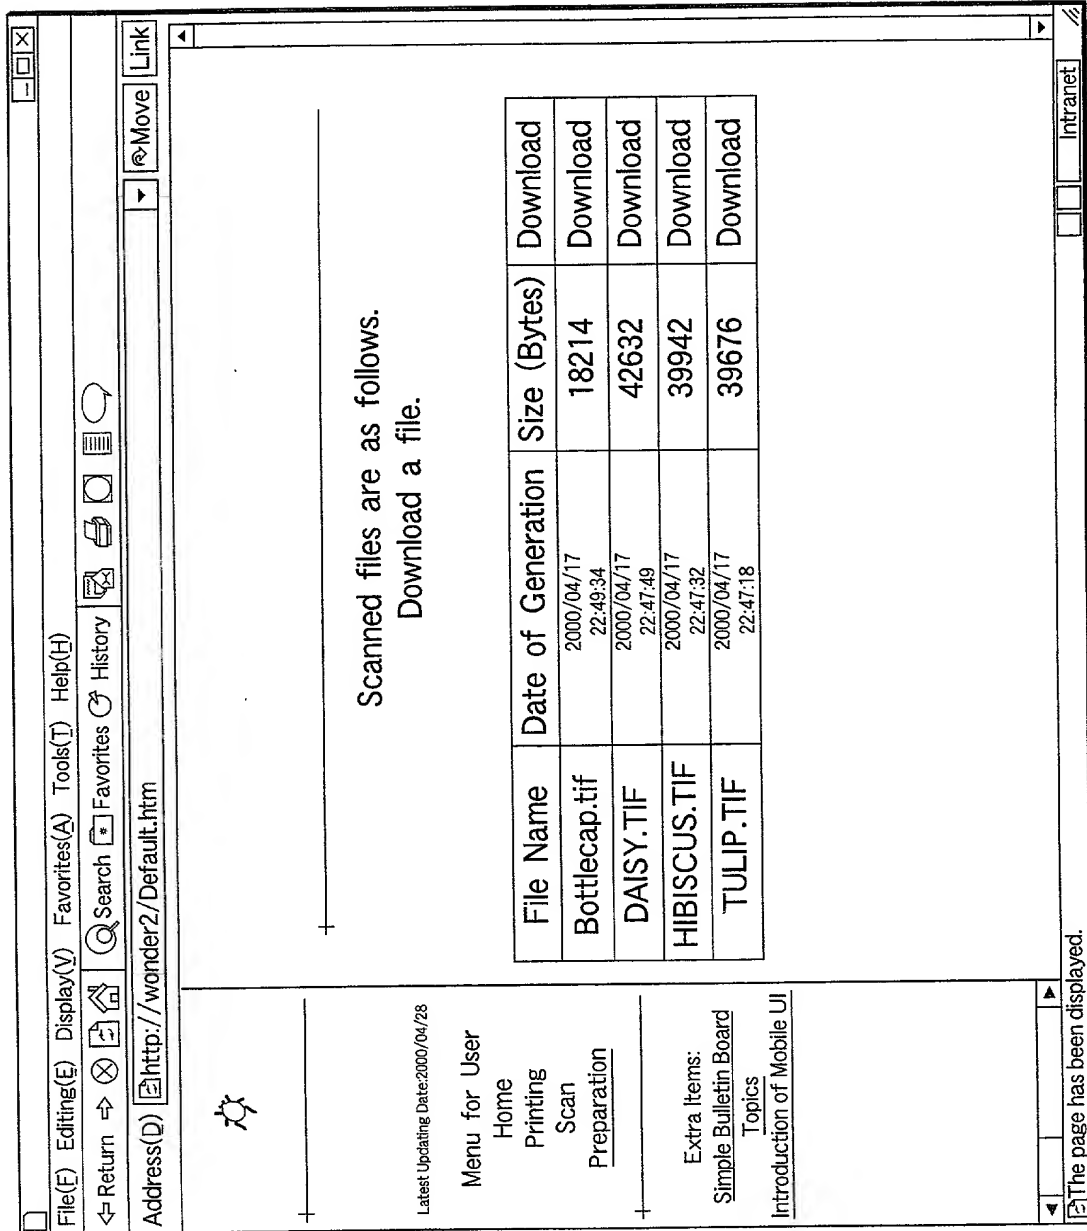 File(F) Editing(E) Display(V) Favorites(A) Tools(T) Help(H)
Return Search Favorites History
Address(D) http://wonder2/Default.htm Move Link
Latest Updating Date:2000/04/28
Menu for User
Home
Printing
Scan
Preparation
Extra Items:
Simple Bulletin Board
Topics
Introduction of Mobile UI
Scanned files are as follows.
Download a file.
File Name Date of Generation Size (Bytes) Download
Bottlecap.tif 2000/04/17 22:49:34 18214 Download
DAISY.TIF 2000/04/17 22:47:49 42632 Download
HIBISCUS.TIF 2000/04/17 22:47:32 39942 Download
TULIP.TIF 2000/04/17 22:47:18 39676 Download
The page has been displayed. Intranet